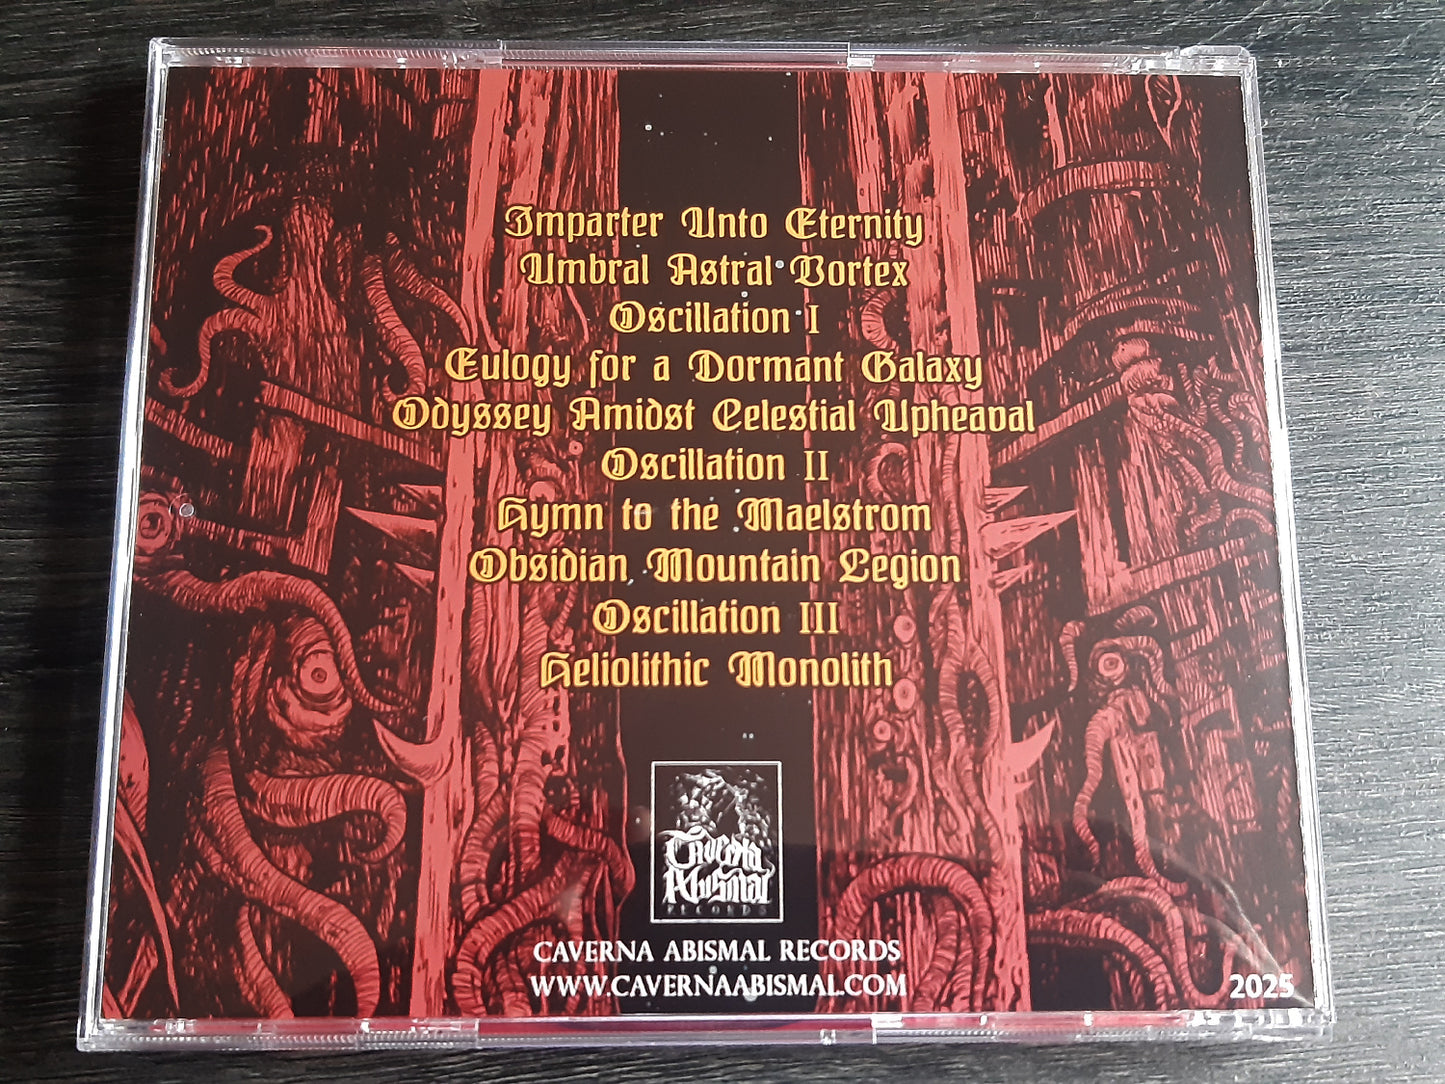 Imparter Unto Eternity
Umbral Astral Vortex
Oscillation I
Eulogy for a Dormant Galaxy
Odyssey Amidst Celestial Upheaval
Oscillation II
Hymn to the Maelstrom
Obsidian Mountain Legion
Oscillation III
Heliolithic Monolith
Caverna
Abismal
RECORDS
CAVERNA ABISMAL RECORDS
WWW.CAVERNAABISMAL.COM
2025